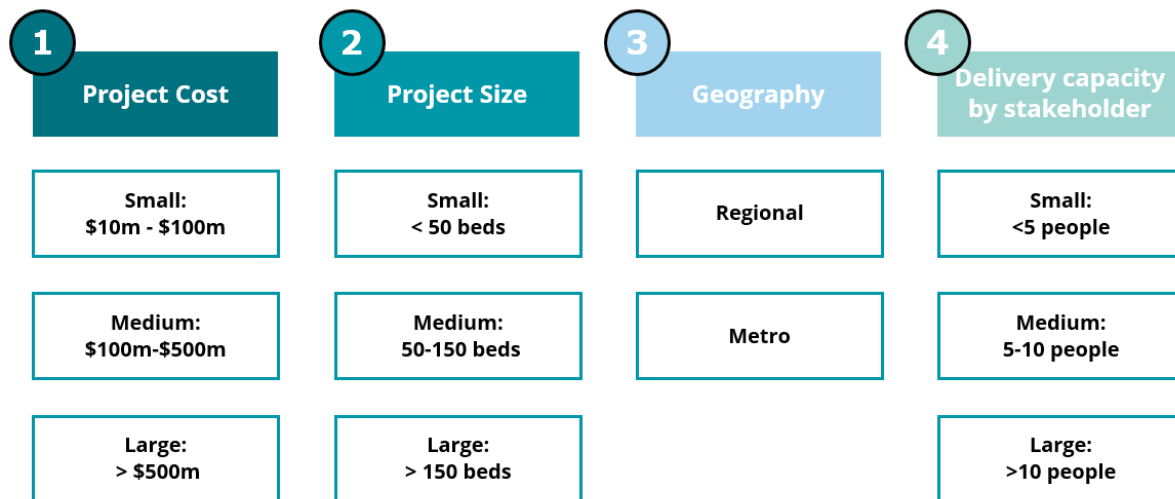 1
Project Cost
Small:
$10m - $100m
Medium:
$100m-$500m
Large:
> $500m
2
Project Size
Small:
< 50 beds
Medium:
50-150 beds
Large:
> 150 beds
3
Geography
Regional
Metro
4
Delivery capacity
by stakeholder
Small:
<5 people
Medium:
5-10 people
Large:
>10 people